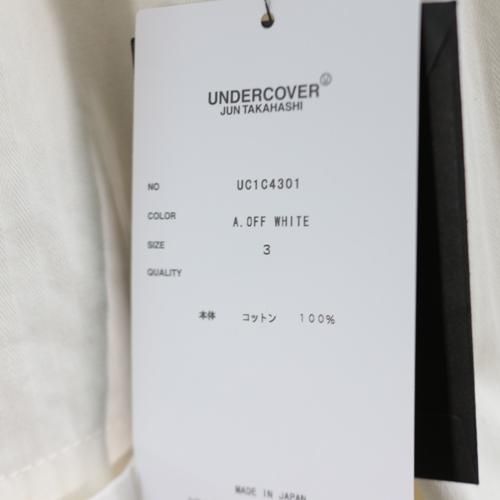 UNDERCOVER
JUN TAKAHASHI
NO UC1C4301
COLOR A.OFF WHITE
SIZE 3
QUALITY
本体 コットン 100%
MADE IN JAPAN